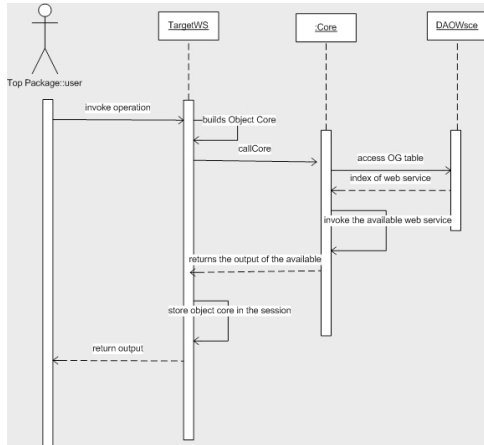 TargetWS
:Core
DAOWsce
Top Package::user
invoke operation
builds Object Core
callCore
access OG table
index of web service
invoke the available web service
returns the output of the available
store object core in the session
return output